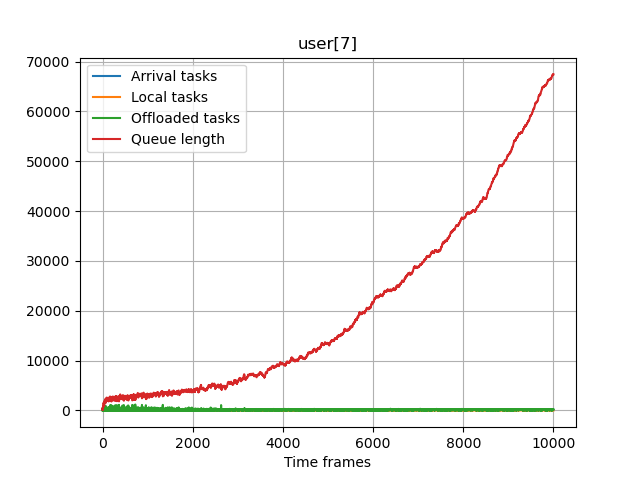 user[7]
70000
60000
50000
40000
30000
20000
10000
0
Arrival tasks
Local tasks
Offloaded tasks
Queue length
0 2000 4000 6000 8000 10000
Time frames